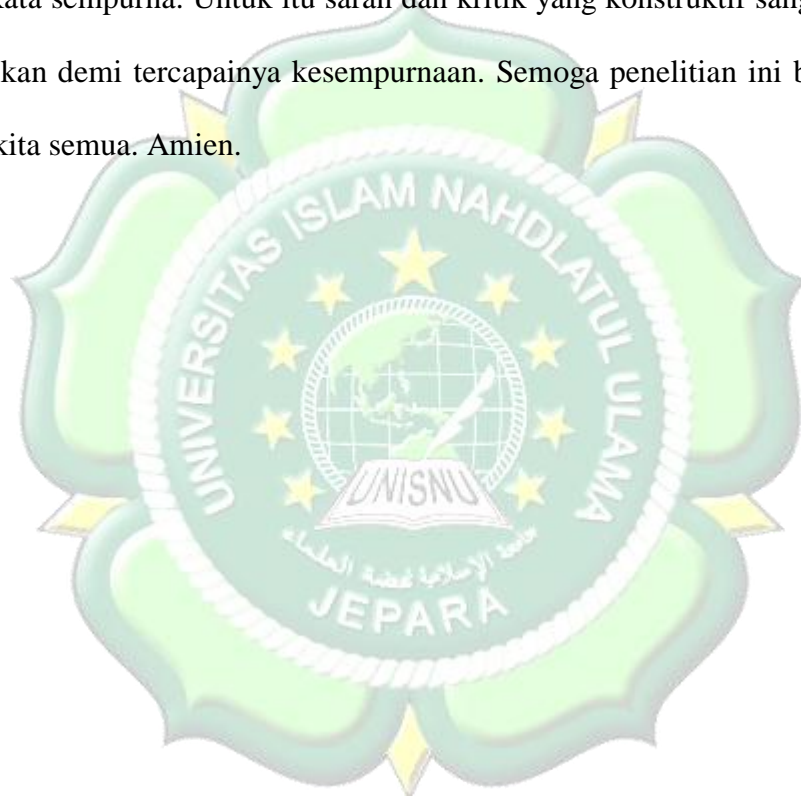 kata sempurna. Untuk itu saran dan kritik yang konstruktif sang
kan demi tercapainya kesempurnaan. Semoga penelitian ini b
kita semua. Amien.
UNIVERSITAS ISLAM NAHDLATUL ULAMA
UNISNU
JEPARA